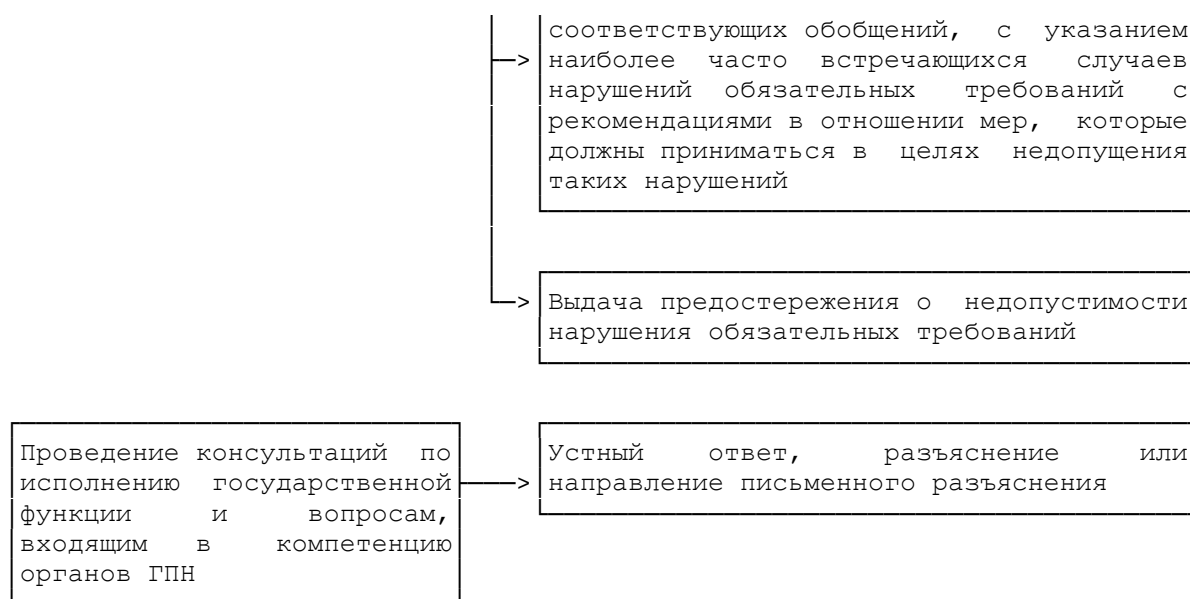 соответствующих обобщений, с указанием
наиболее часто встречающихся случаев
нарушений обязательных требований с
рекомендациями в отношении мер, которые
должны приниматься в целях недопущения
таких нарушений
Выдача предостережения о недопустимости
нарушения обязательных требований
Проведение консультаций по
исполнению государственной
функции и вопросам,
входящим в компетенцию
органов ГПН
Устный ответ, разъяснение или
направление письменного разъяснения